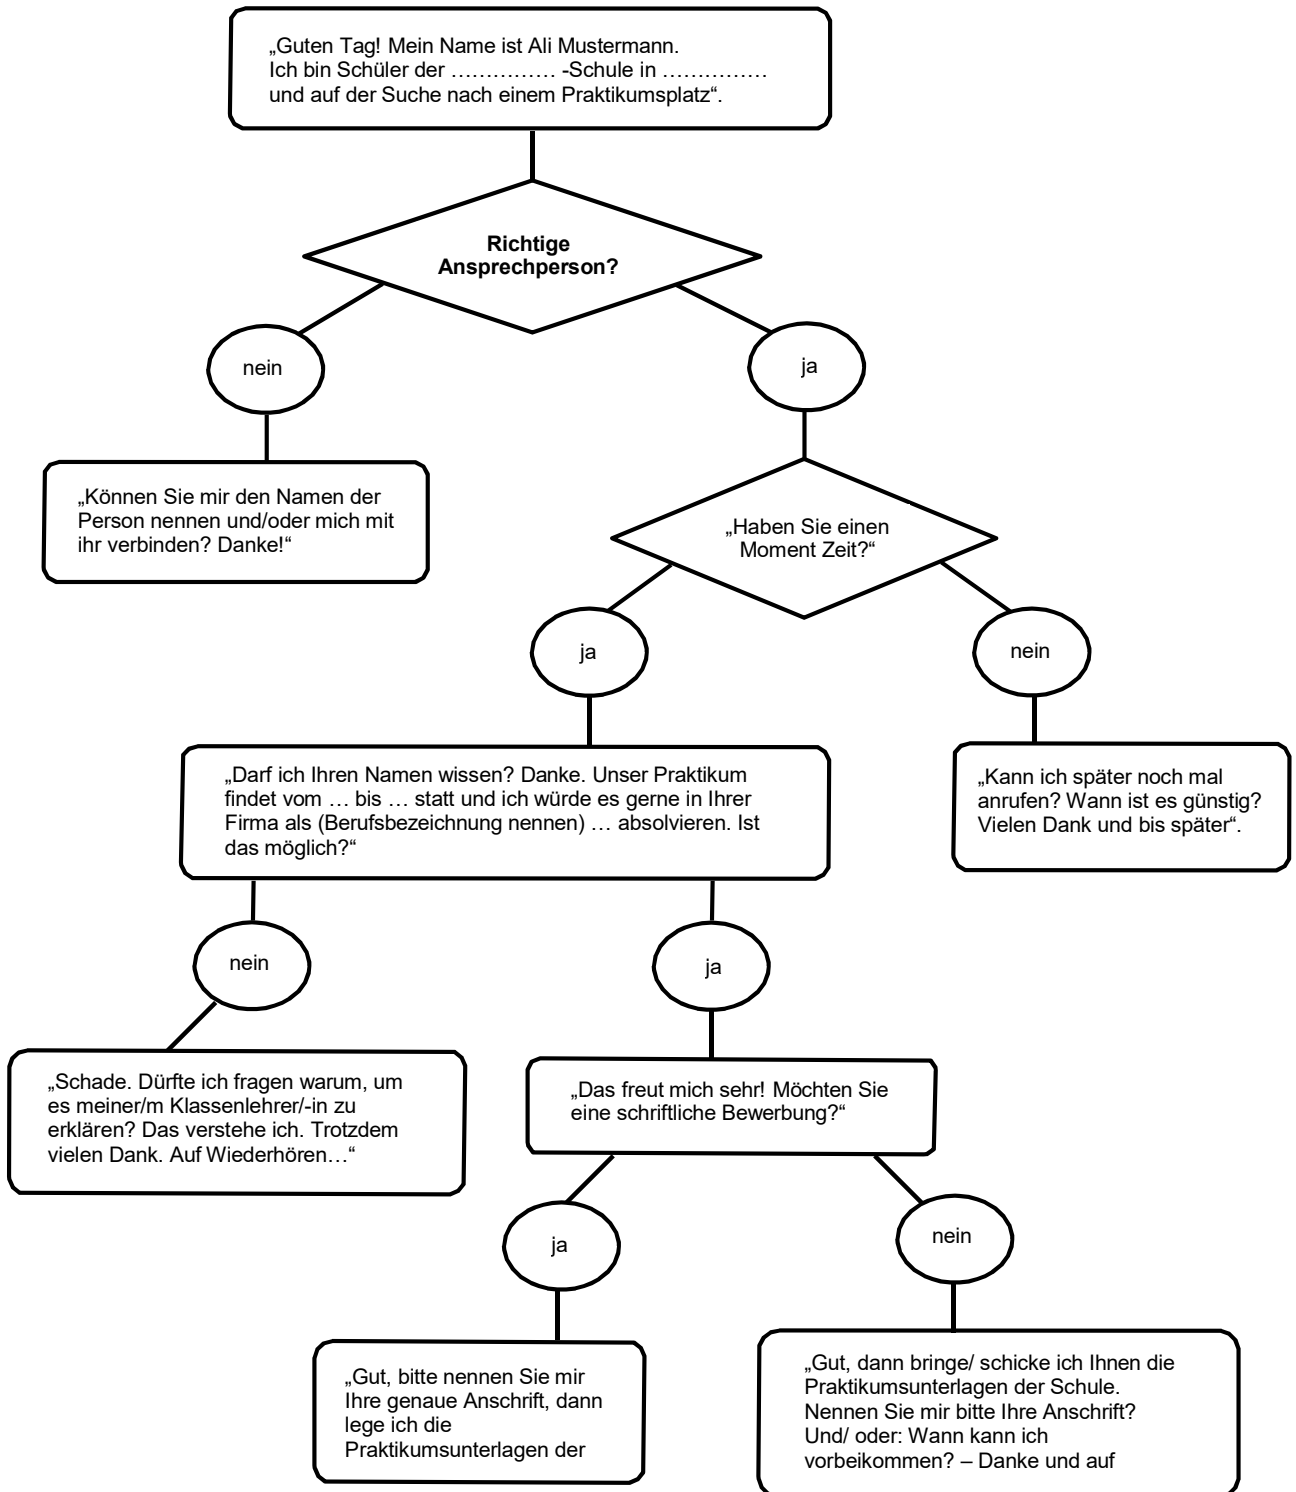 „Guten Tag! Mein Name ist Ali Mustermann.
Ich bin Schüler der …………… -Schule in ……………
und auf der Suche nach einem Praktikumsplatz“.
Richtige
Ansprechperson?
nein
ja
„Können Sie mir den Namen der
Person nennen und/oder mich mit
ihr verbinden? Danke!“
„Haben Sie einen
Moment Zeit?“
ja
nein
„Darf ich Ihren Namen wissen? Danke. Unser Praktikum
findet vom … bis … statt und ich würde es gerne in Ihrer
Firma als (Berufsbezeichnung nennen) … absolvieren. Ist
das möglich?“
„Kann ich später noch mal
anrufen? Wann ist es günstig?
Vielen Dank und bis später“.
nein
ja
„Schade. Dürfte ich fragen warum, um
es meiner/m Klassenlehrer/-in zu
erklären? Das verstehe ich. Trotzdem
vielen Dank. Auf Wiederhören…“
„Das freut mich sehr! Möchten Sie
eine schriftliche Bewerbung?“
ja
nein
„Gut, bitte nennen Sie mir
Ihre genaue Anschrift, dann
lege ich die
Praktikumsunterlagen der
„Gut, dann bringe/ schicke ich Ihnen die
Praktikumsunterlagen der Schule.
Nennen Sie mir bitte Ihre Anschrift?
Und/ oder: Wann kann ich
vorbeikommen? – Danke und auf